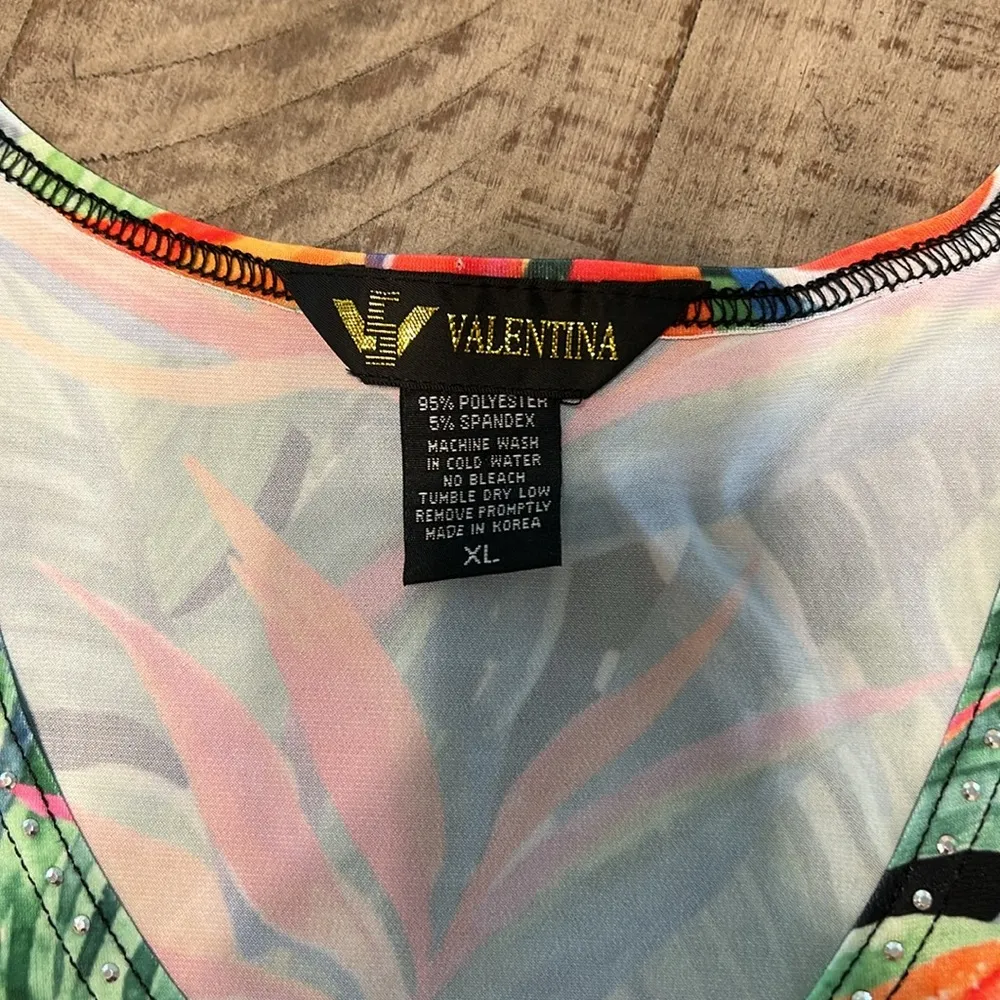 VALENTINA
95% POLYESTER
5% SPANDEX
MACHINE WASH
IN COLD WATER
NO BLEACH
TUMBLE DRY LOW
REMOVE PROMPTLY
MADE IN KOREA
XL